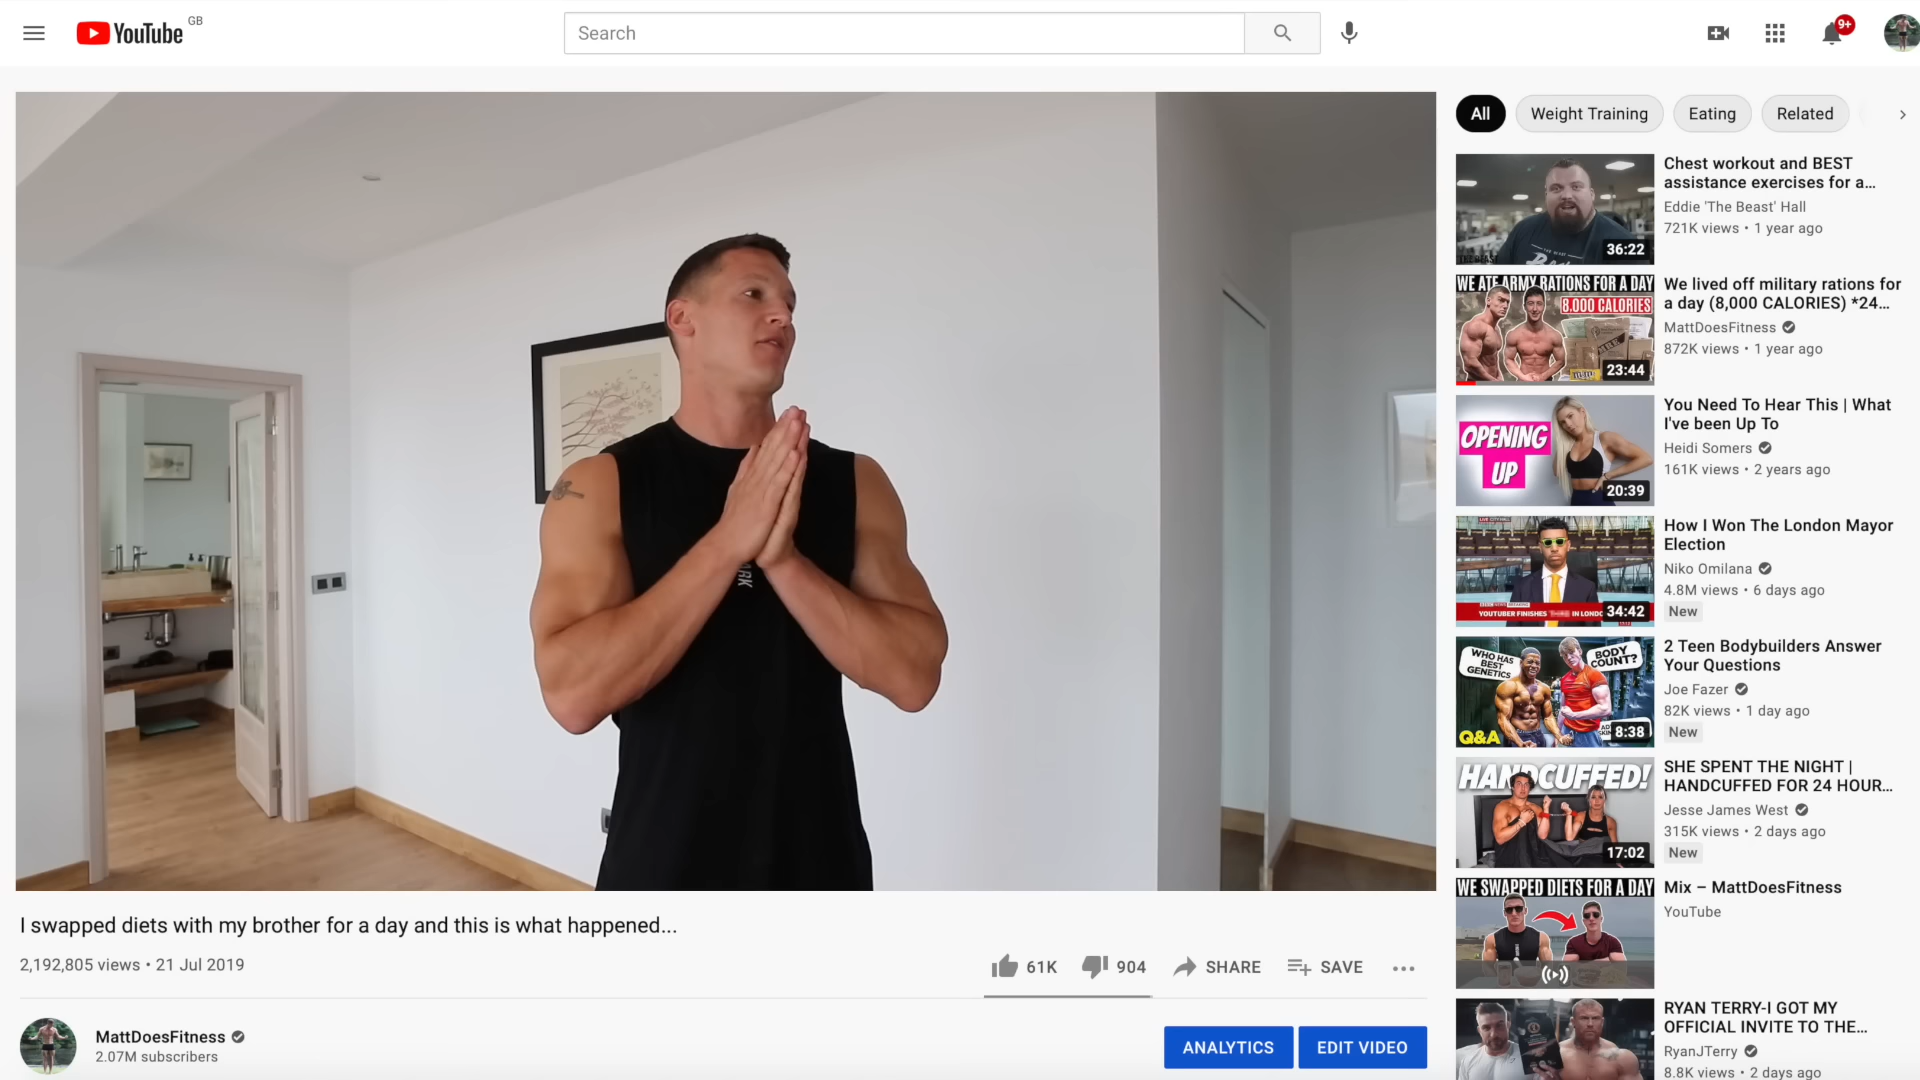 YouTube GB
Search
9+
All
Weight Training
Eating
Related
Chest workout and BEST
assistance exercises for a...
Eddie 'The Beast' Hall
721K views • 1 year ago
36:22
WE ATE ARMY RATIONS FOR A DAY
8,000 CALORIES
23:44
We lived off military rations for
a day (8,000 CALORIES) *24...
MattDoesFitness
872K views • 1 year ago
OPENING
UP
20:39
You Need To Hear This | What
I've been Up To
Heidi Somers
161K views • 2 years ago
YOUTUBER FINISHES
34:42
How I Won The London Mayor
Election
Niko Omilana
4.8M views • 6 days ago
New
WHO HAS
BEST
GENETICS
BODY
COUNT?
Q&A
8:38
2 Teen Bodybuilders Answer
Your Questions
Joe Fazer
82K views • 1 day ago
New
HANDCUFFED!
17:02
SHE SPENT THE NIGHT |
HANDCUFFED FOR 24 HOUR...
Jesse James West
315K views • 2 days ago
New
WE SWAPPED DIETS FOR A DAY
Mix – MattDoesFitness
YouTube
RYAN TERRY-I GOT MY
OFFICIAL INVITE TO THE...
RyanJTerry
8.8K views • 2 days ago
I swapped diets with my brother for a day and this is what happened...
2,192,805 views • 21 Jul 2019
61K
904
SHARE
SAVE
MattDoesFitness
2.07M subscribers
ANALYTICS
EDIT VIDEO